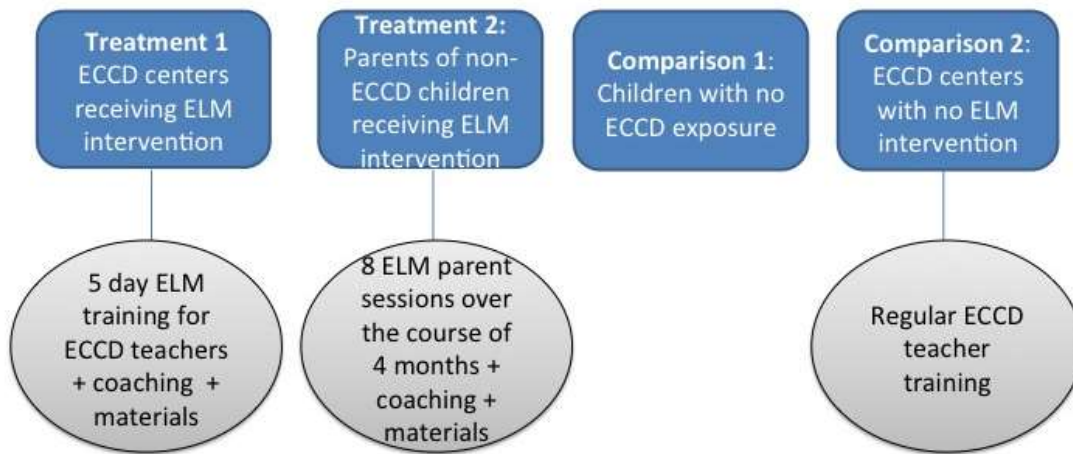 Treatment 1
ECCD centers
receiving ELM
intervention
Treatment 2:
Parents of non-
ECCD children
receiving ELM
intervention
Comparison 1:
Children with no
ECCD exposure
Comparison 2:
ECCD centers
with no ELM
intervention
5 day ELM
training for
ECCD teachers
+ coaching +
materials
8 ELM parent
sessions over
the course of
4 months +
coaching +
materials
Regular ECCD
teacher
training